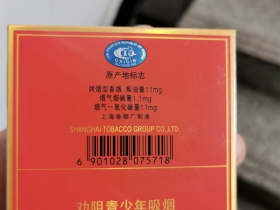 ORIGIN
原产地标志
烤烟型香烟 焦油量11mg
烟气烟碱量1.1mg
烟气一氧化碳量11mg
上海卷烟厂制造
SHANGHAI TOBACCO GROUP CO.,LTD.
6 901028 075718
劝阻青少年吸烟